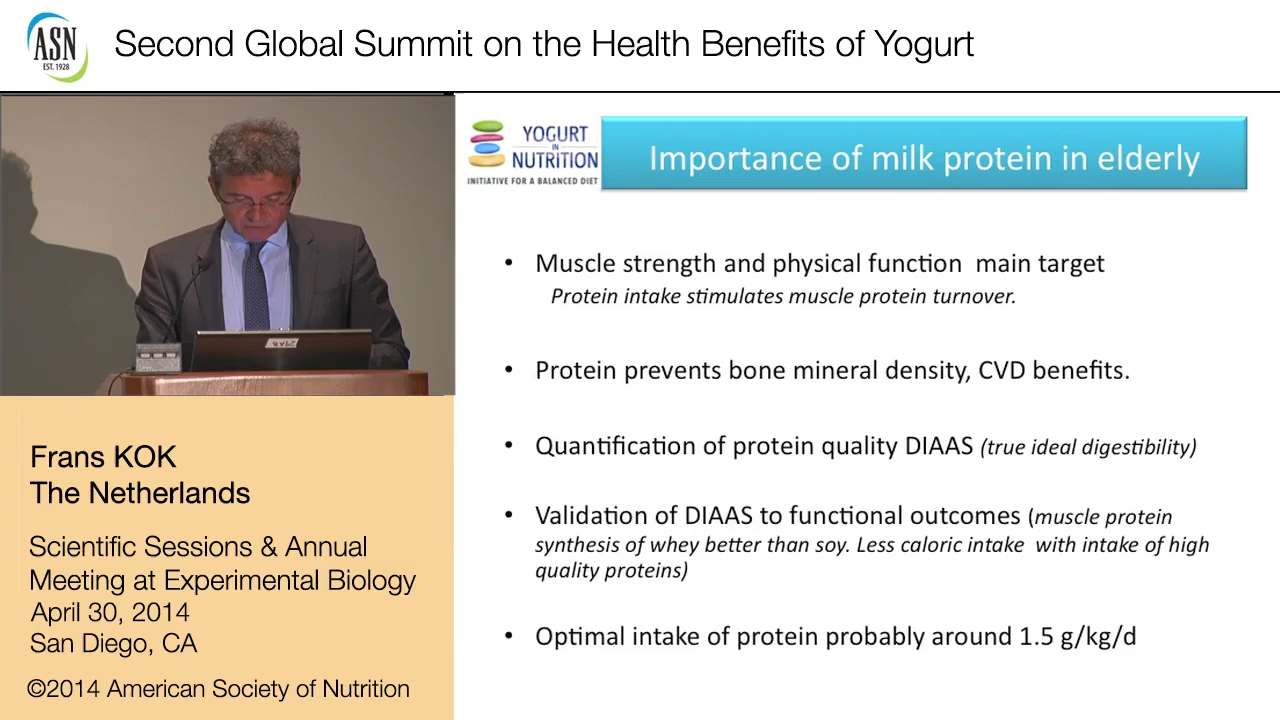 ASN
EST. 1928
Second Global Summit on the Health Benefits of Yogurt
YOGURT
IN
NUTRITION
INITIATIVE FOR A BALANCED DIET
Importance of milk protein in elderly
• Muscle strength and physical function main target
Protein intake stimulates muscle protein turnover.
• Protein prevents bone mineral density, CVD benefits.
• Quantification of protein quality DIAAS (true ideal digestibility)
• Validation of DIAAS to functional outcomes (muscle protein
synthesis of whey better than soy. Less caloric intake with intake of high
quality proteins)
• Optimal intake of protein probably around 1.5 g/kg/d
Frans KOK
The Netherlands
Scientific Sessions & Annual
Meeting at Experimental Biology
April 30, 2014
San Diego, CA
©2014 American Society of Nutrition